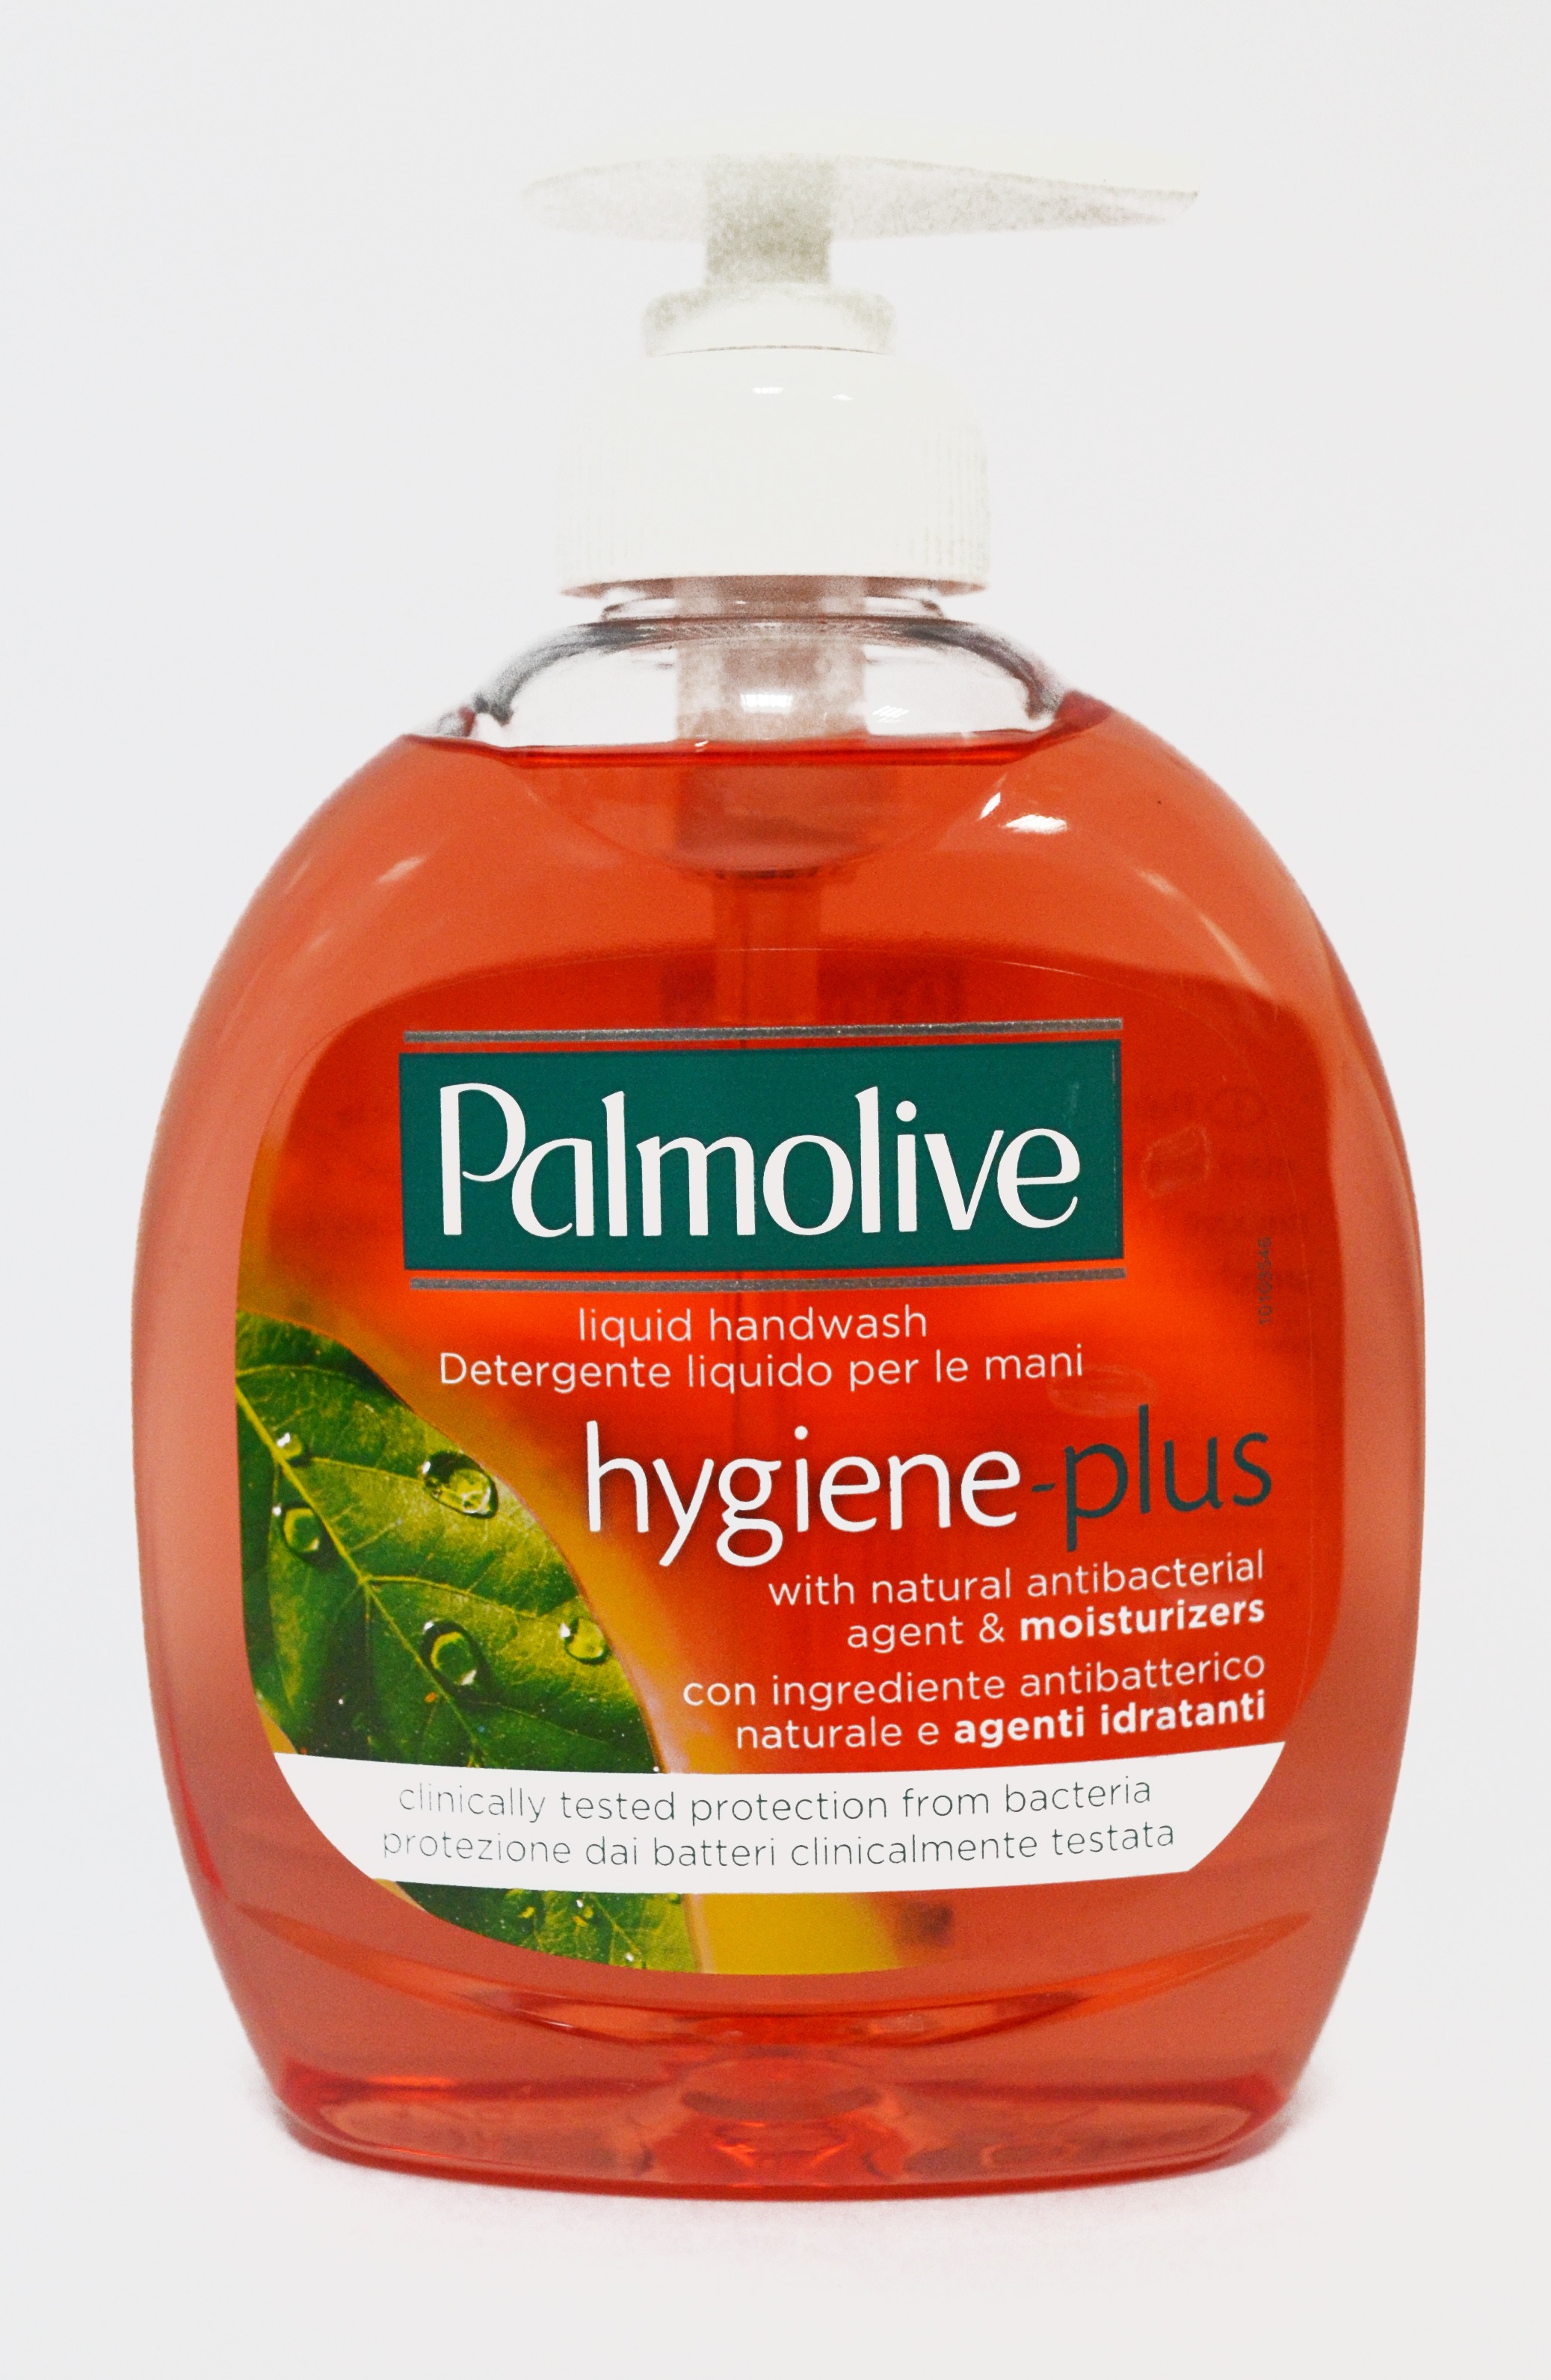 Palmolive
liquid handwash
Detergente liquido per le mani
hygiene-plus
with natural antibacterial
agent & moisturizers
con ingrediente antibatterico
naturale e agenti idratanti
clinically tested protection from bacteria
protezione dai batteri clinicalmente testata